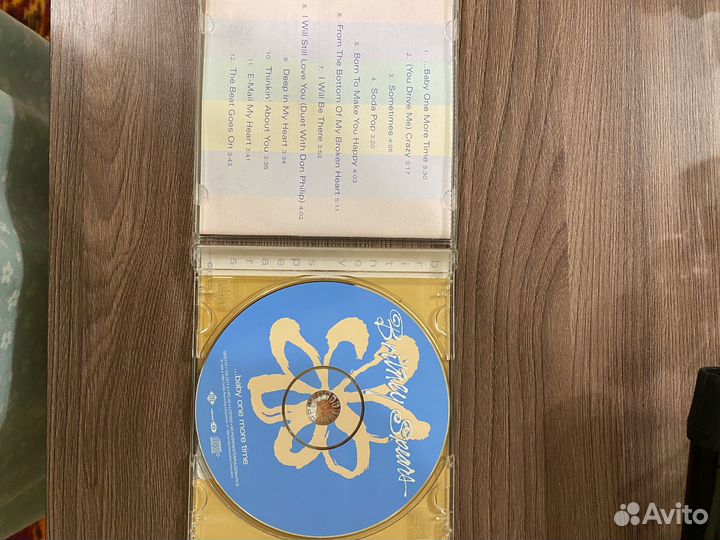 1. ...Baby One More Time 3:30
2. (You Drive Me) Crazy 3:17
3. Sometimes 4:05
4. Soda Pop 3:20
5. Born To Make You Happy 4:03
6. From The Bottom Of My Broken Heart 5:11
7. I Will Be There 3:53
8. I Will Still Love You (Duet With Don Philip) 4:02
9. Deep In My Heart 3:34
10. Thinkin' About You 3:35
11. E-Mail My Heart 3:41
12. The Beat Goes On 3:43
britney spears
Britney Spears
...baby one more time
Avito